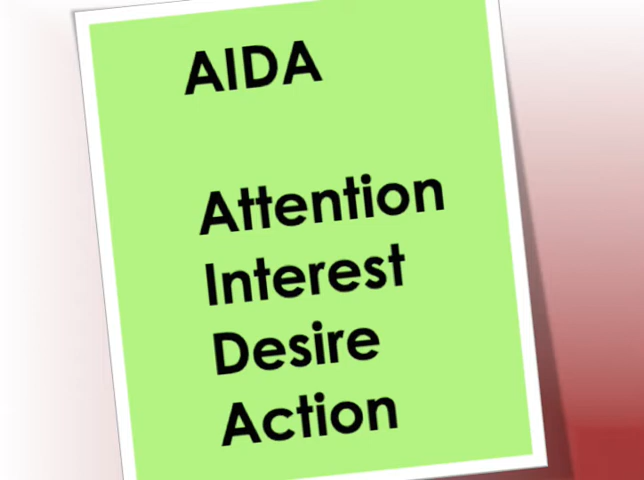 AIDA
Attention
Interest
Desire
Action